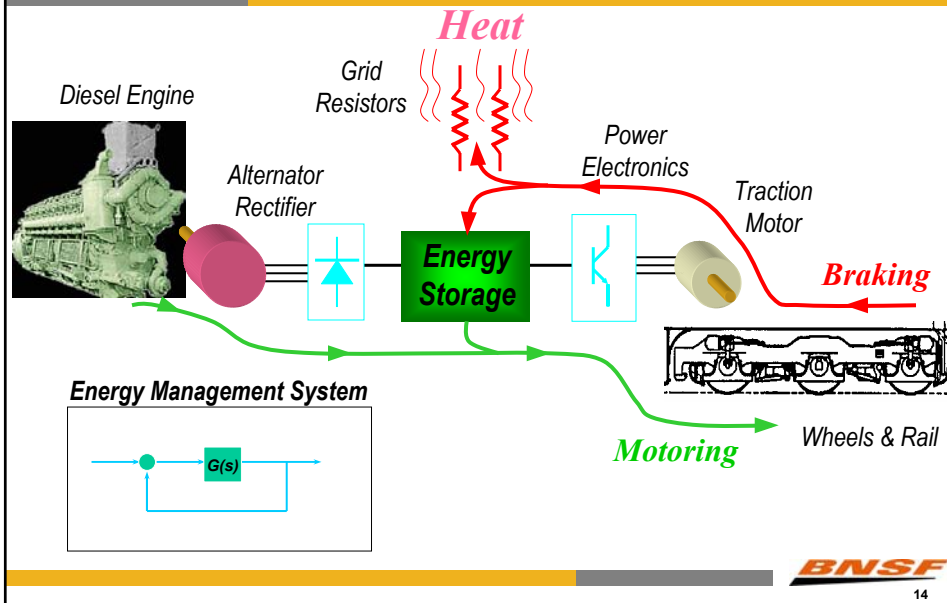 Heat
Grid
Resistors
Diesel Engine
Power
Electronics
Alternator
Rectifier
Traction
Motor
Energy
Storage
Braking
Energy Management System
G(s)
Motoring
Wheels & Rail
BNSF
14